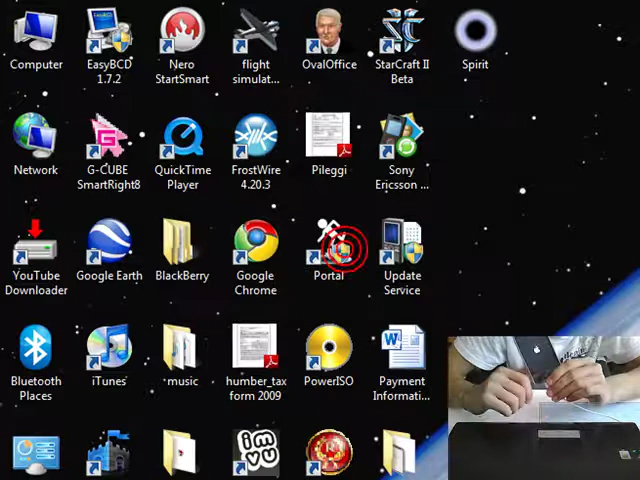 Computer
EasyBCD
1.7.2
Nero
StartSmart
flight
simulat...
OvalOffice
StarCraft II
Beta
Spirit
Network
G-CUBE
SmartRight8
QuickTime
Player
FrostWire
4.20.3
Pileggi
Sony
Ericsson ...
YouTube
Downloader
Google Earth
BlackBerry
Google
Chrome
Portal
Update
Service
Bluetooth
Places
iTunes
music
humber_tax
form 2009
PowerISO
Payment
Informati...
imvu